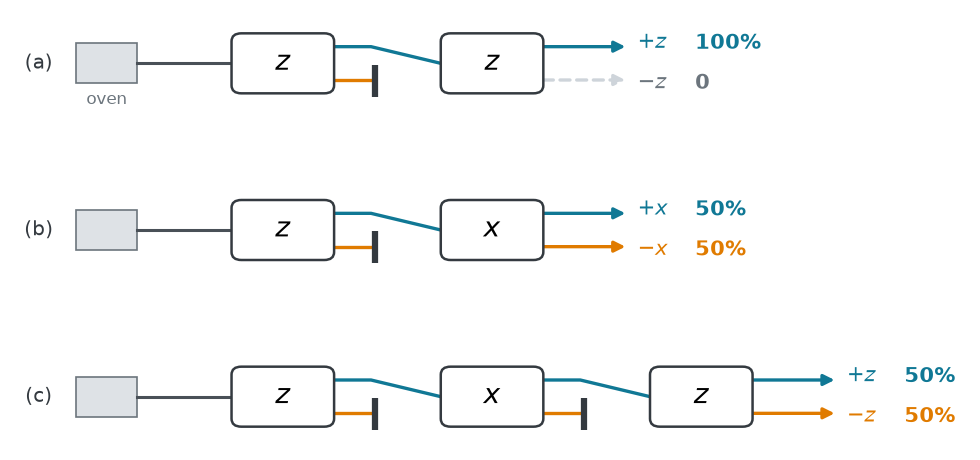 (a) z z +z 100%
−z 0
oven
(b) z x +x 50%
−x 50%
(c) z x z +z 50%
−z 50%